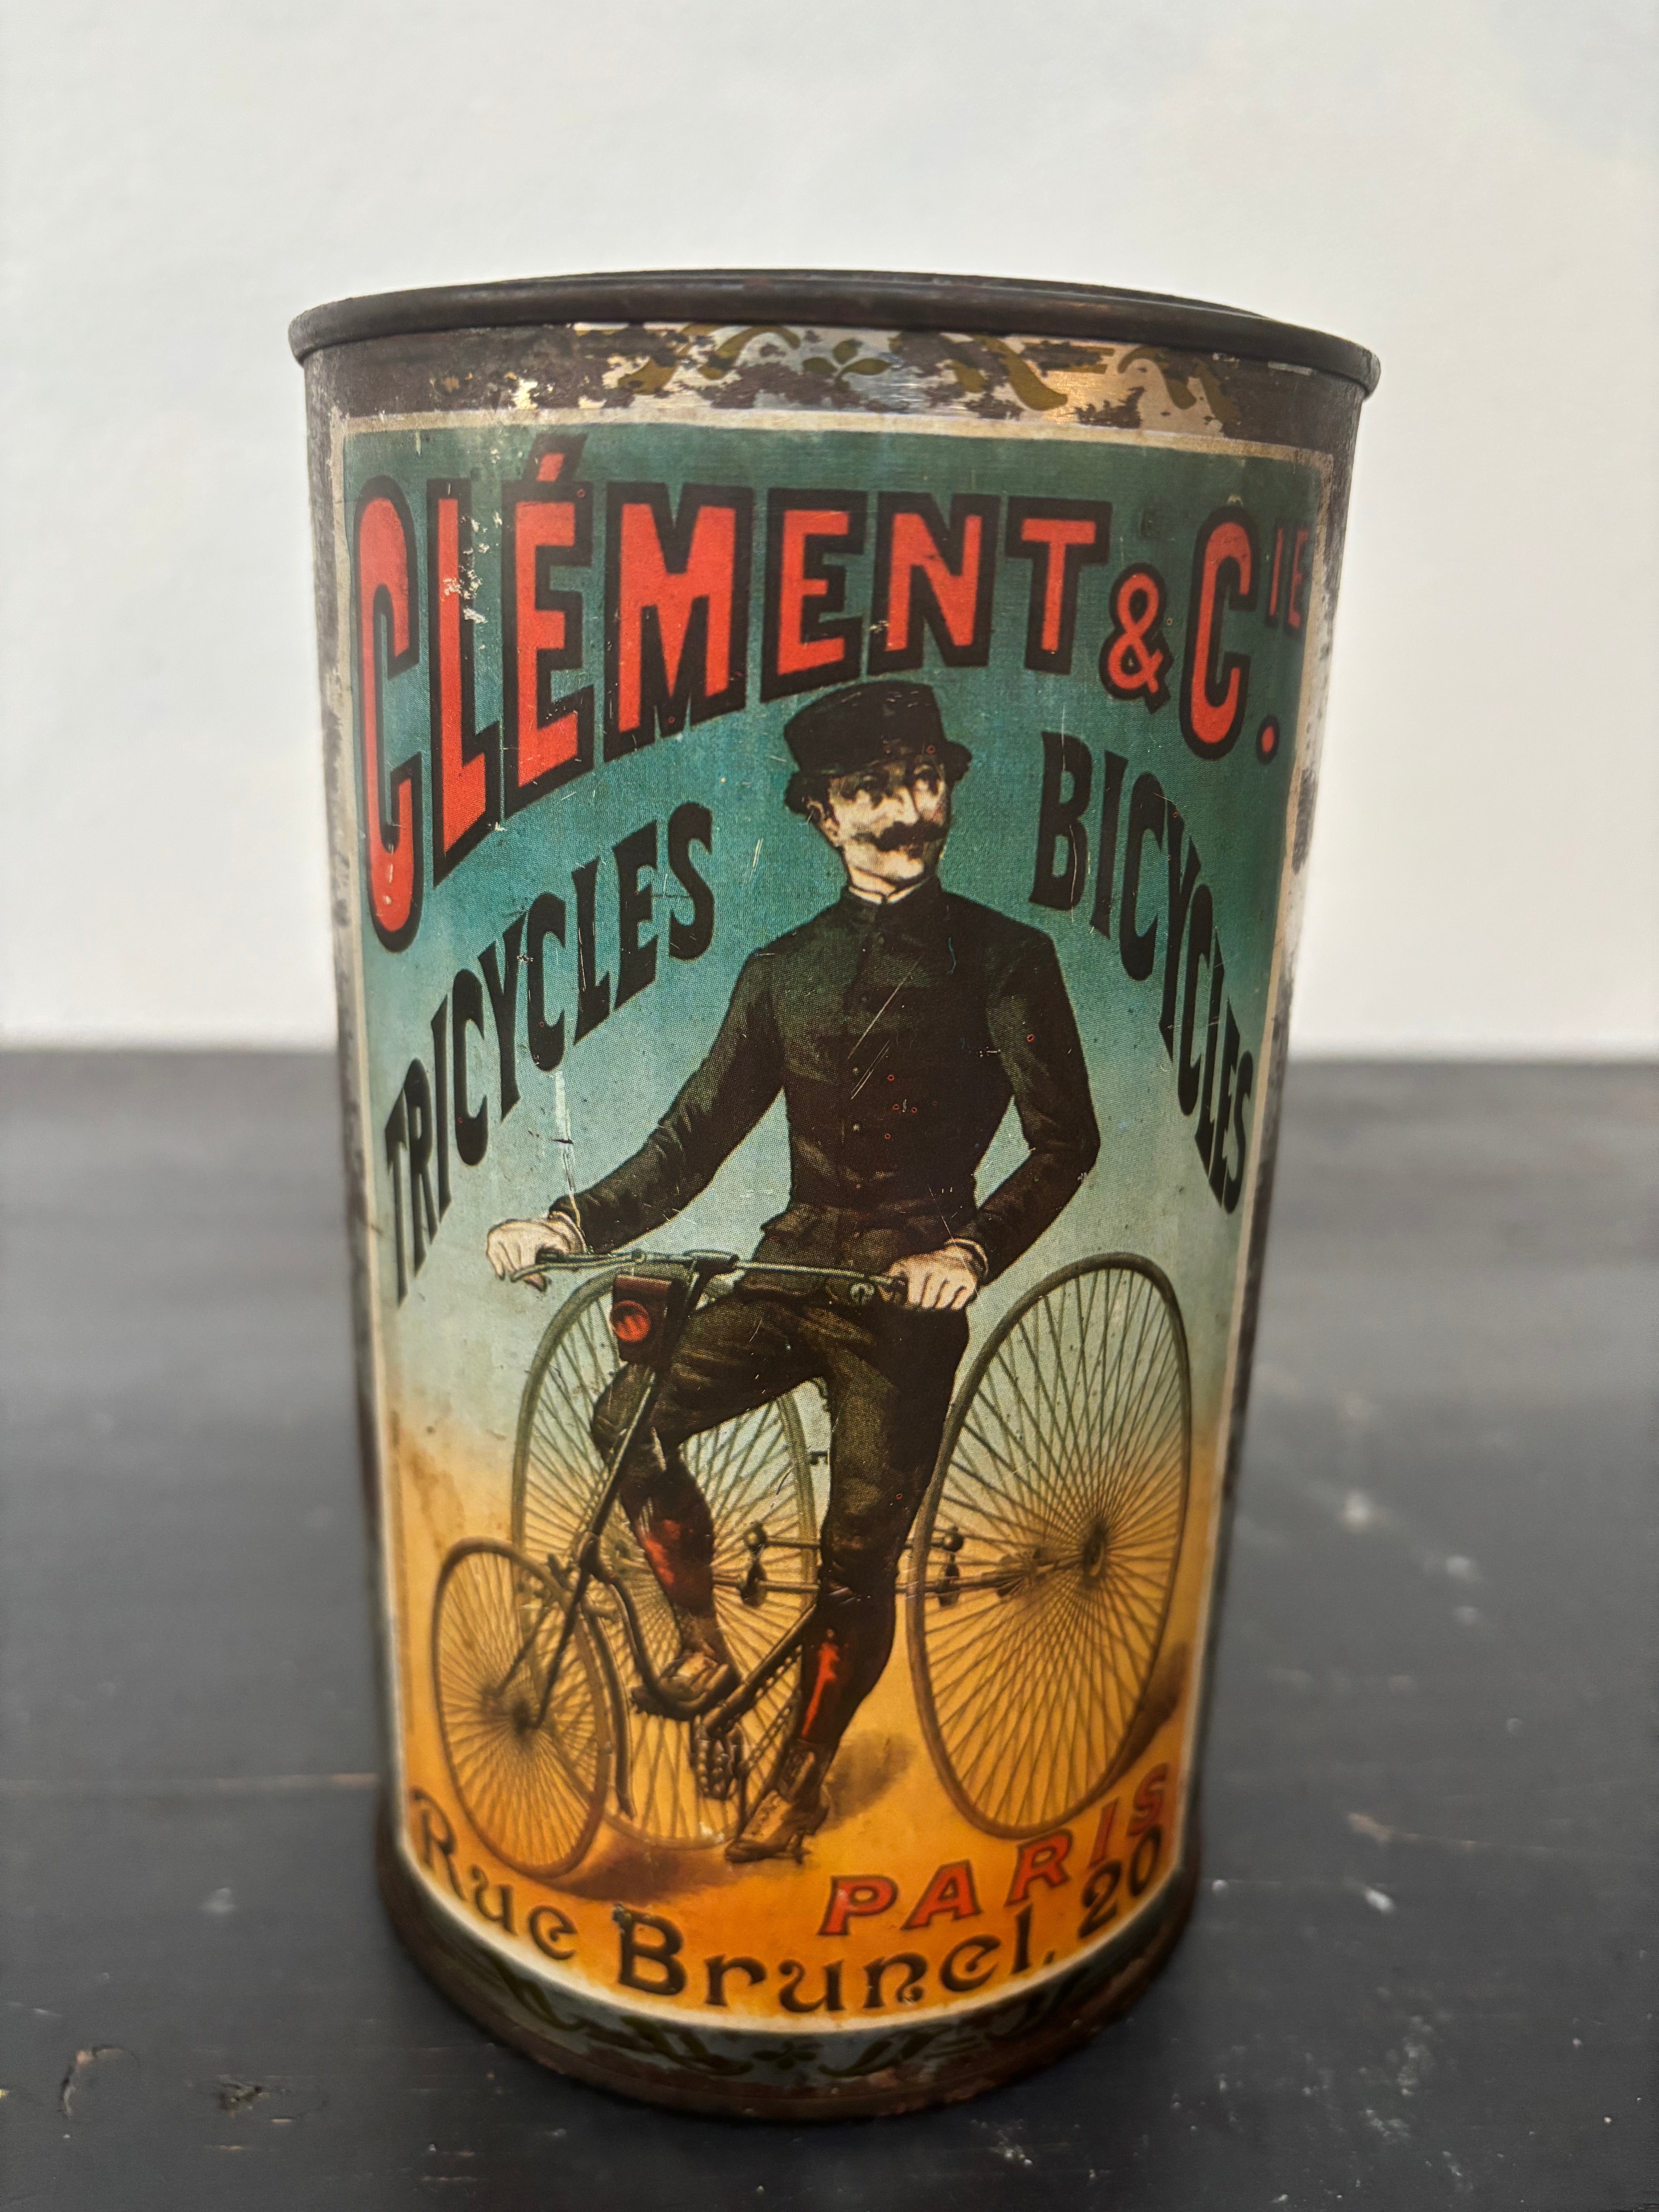 CLÉMENT & CIE.
TRICYCLES BICYCLES
PARIS
Rue Brunel, 20